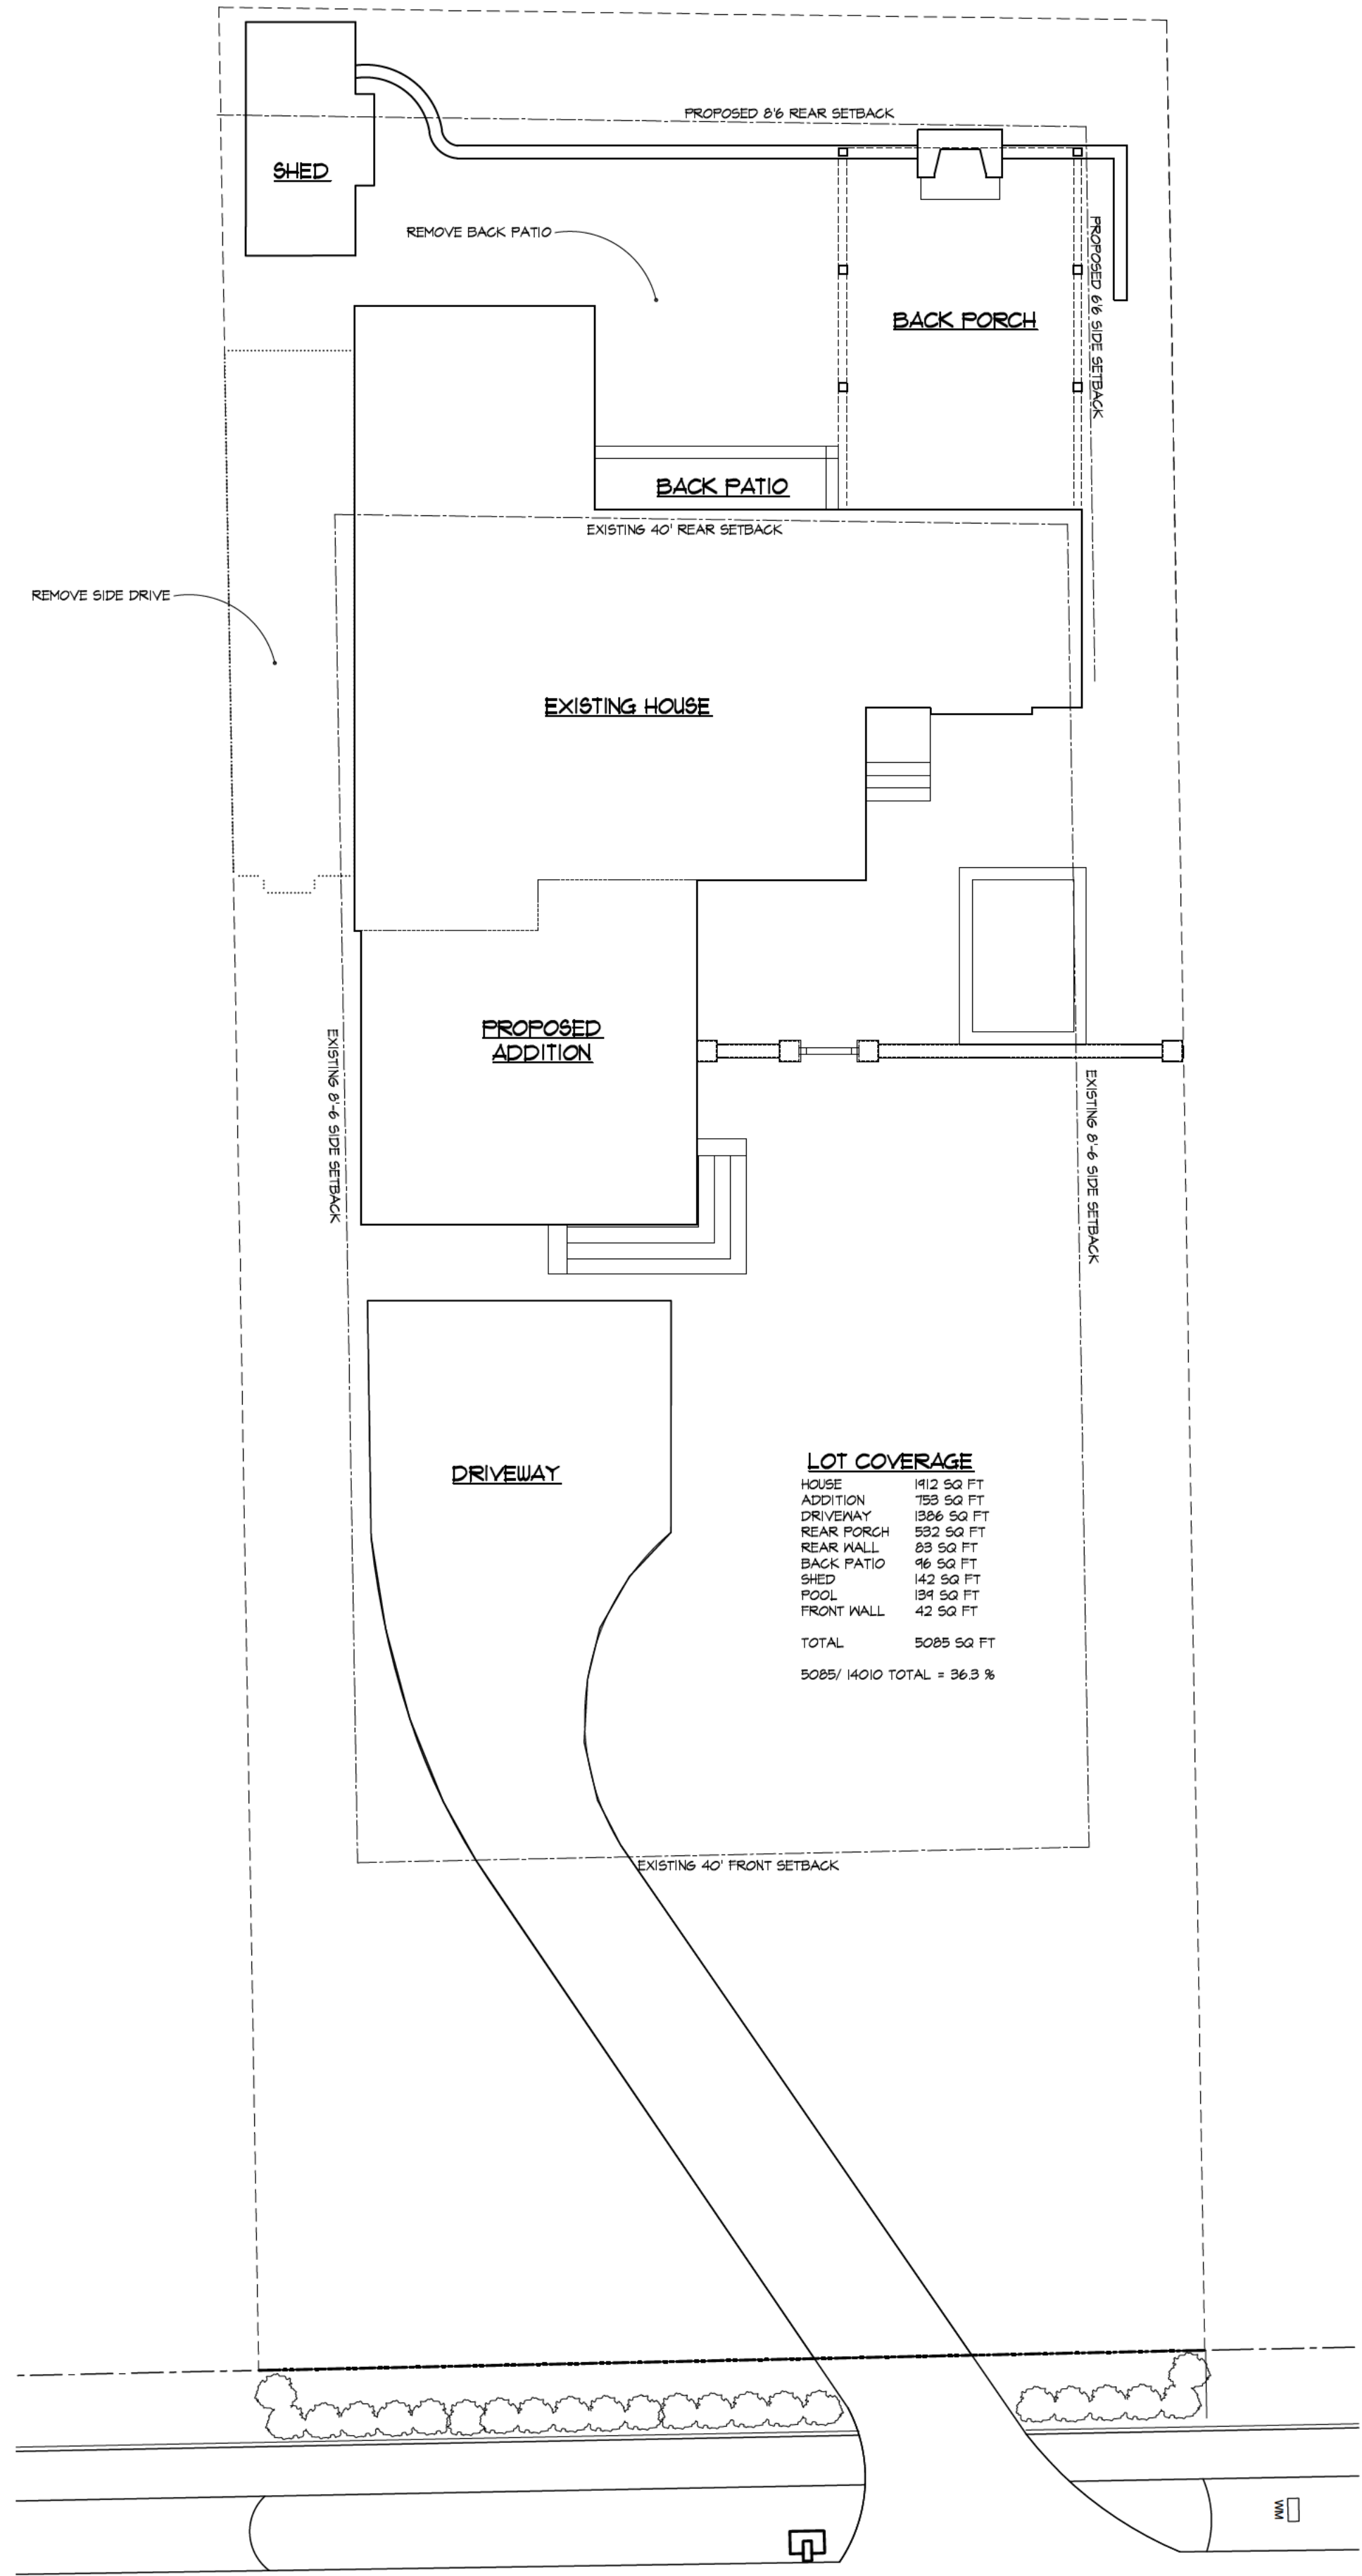 PROPOSED 8'6 REAR SETBACK
SHED
REMOVE BACK PATIO
PROPOSED 6'6 SIDE SETBACK
BACK PORCH
BACK PATIO
EXISTING 40' REAR SETBACK
REMOVE SIDE DRIVE
EXISTING HOUSE
PROPOSED
ADDITION
EXISTING 8'-6 SIDE SETBACK
EXISTING 8'-6 SIDE SETBACK
DRIVEWAY
LOT COVERAGE
HOUSE 1912 SQ FT
ADDITION 753 SQ FT
DRIVEWAY 1386 SQ FT
REAR PORCH 532 SQ FT
REAR WALL 83 SQ FT
BACK PATIO 96 SQ FT
SHED 142 SQ FT
POOL 139 SQ FT
FRONT WALL 42 SQ FT
TOTAL 5085 SQ FT
5085/ 14010 TOTAL = 36.3 %
EXISTING 40' FRONT SETBACK
WM